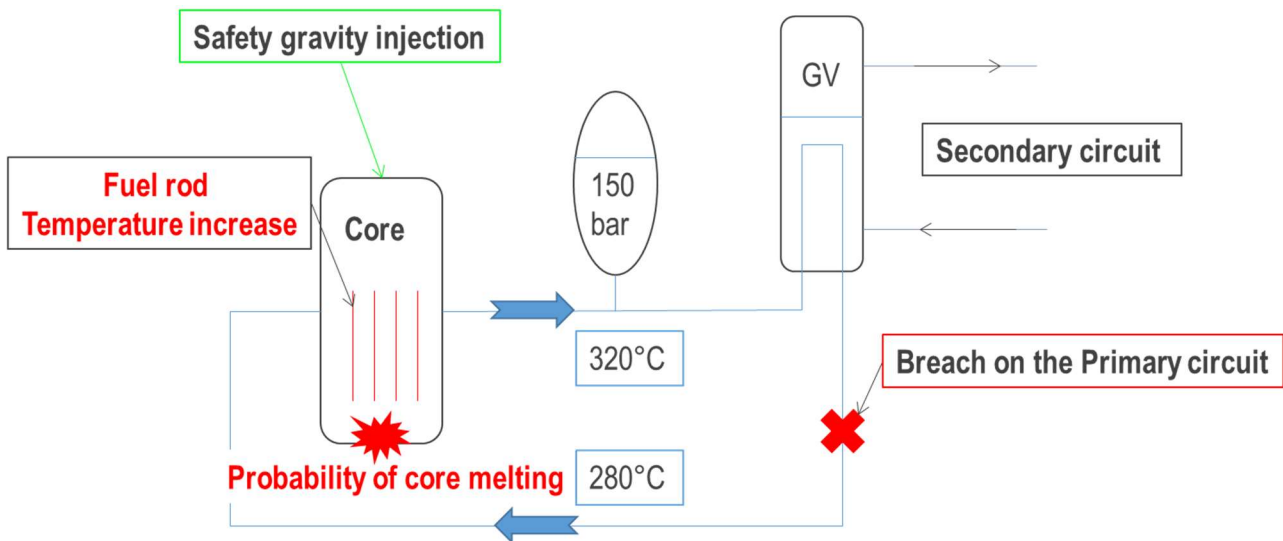 Safety gravity injection
GV
Secondary circuit
150
bar
Fuel rod
Temperature increase
Core
320°C
Breach on the Primary circuit
Probability of core melting
280°C